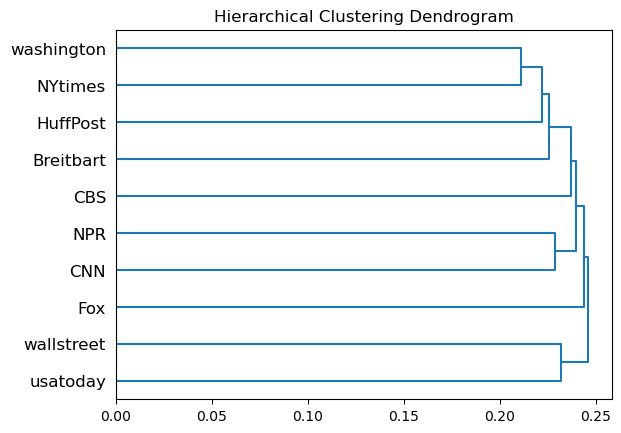 Hierarchical Clustering Dendrogram
washington
NYtimes
HuffPost
Breitbart
CBS
NPR
CNN
Fox
wallstreet
usatoday
0.00 0.05 0.10 0.15 0.20 0.25